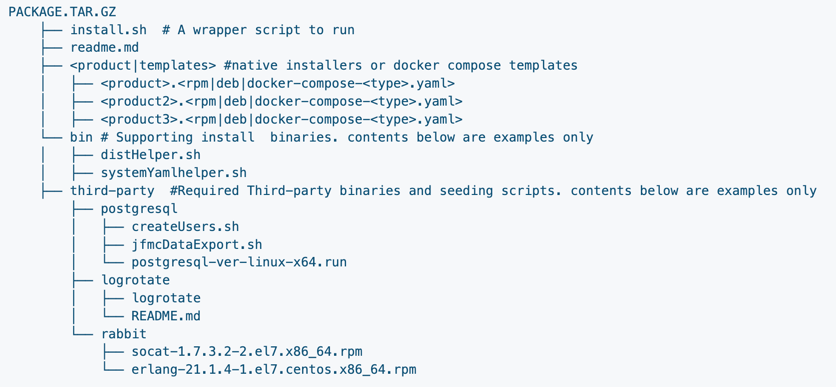 PACKAGE.TAR.GZ
├── install.sh  # A wrapper script to run
├── readme.md
├── <product|templates> #native installers or docker compose templates
│   ├── <product>.<rpm|deb|docker-compose-<type>.yaml>
│   ├── <product2>.<rpm|deb|docker-compose-<type>.yaml>
│   ├── <product3>.<rpm|deb|docker-compose-<type>.yaml>
└── bin # Supporting install  binaries. contents below are examples only
│   ├── distHelper.sh
│   ├── systemYamlhelper.sh
├── third-party  #Required Third-party binaries and seeding scripts. contents below are examples only
    ├── postgresql
    │   ├── createUsers.sh
    │   ├── jfmcDataExport.sh
    │   └── postgresql-ver-linux-x64.run
    ├── logrotate
    │   ├── logrotate
    │   └── README.md
    └── rabbit
        ├── socat-1.7.3.2-2.el7.x86_64.rpm
        └── erlang-21.1.4-1.el7.centos.x86_64.rpm